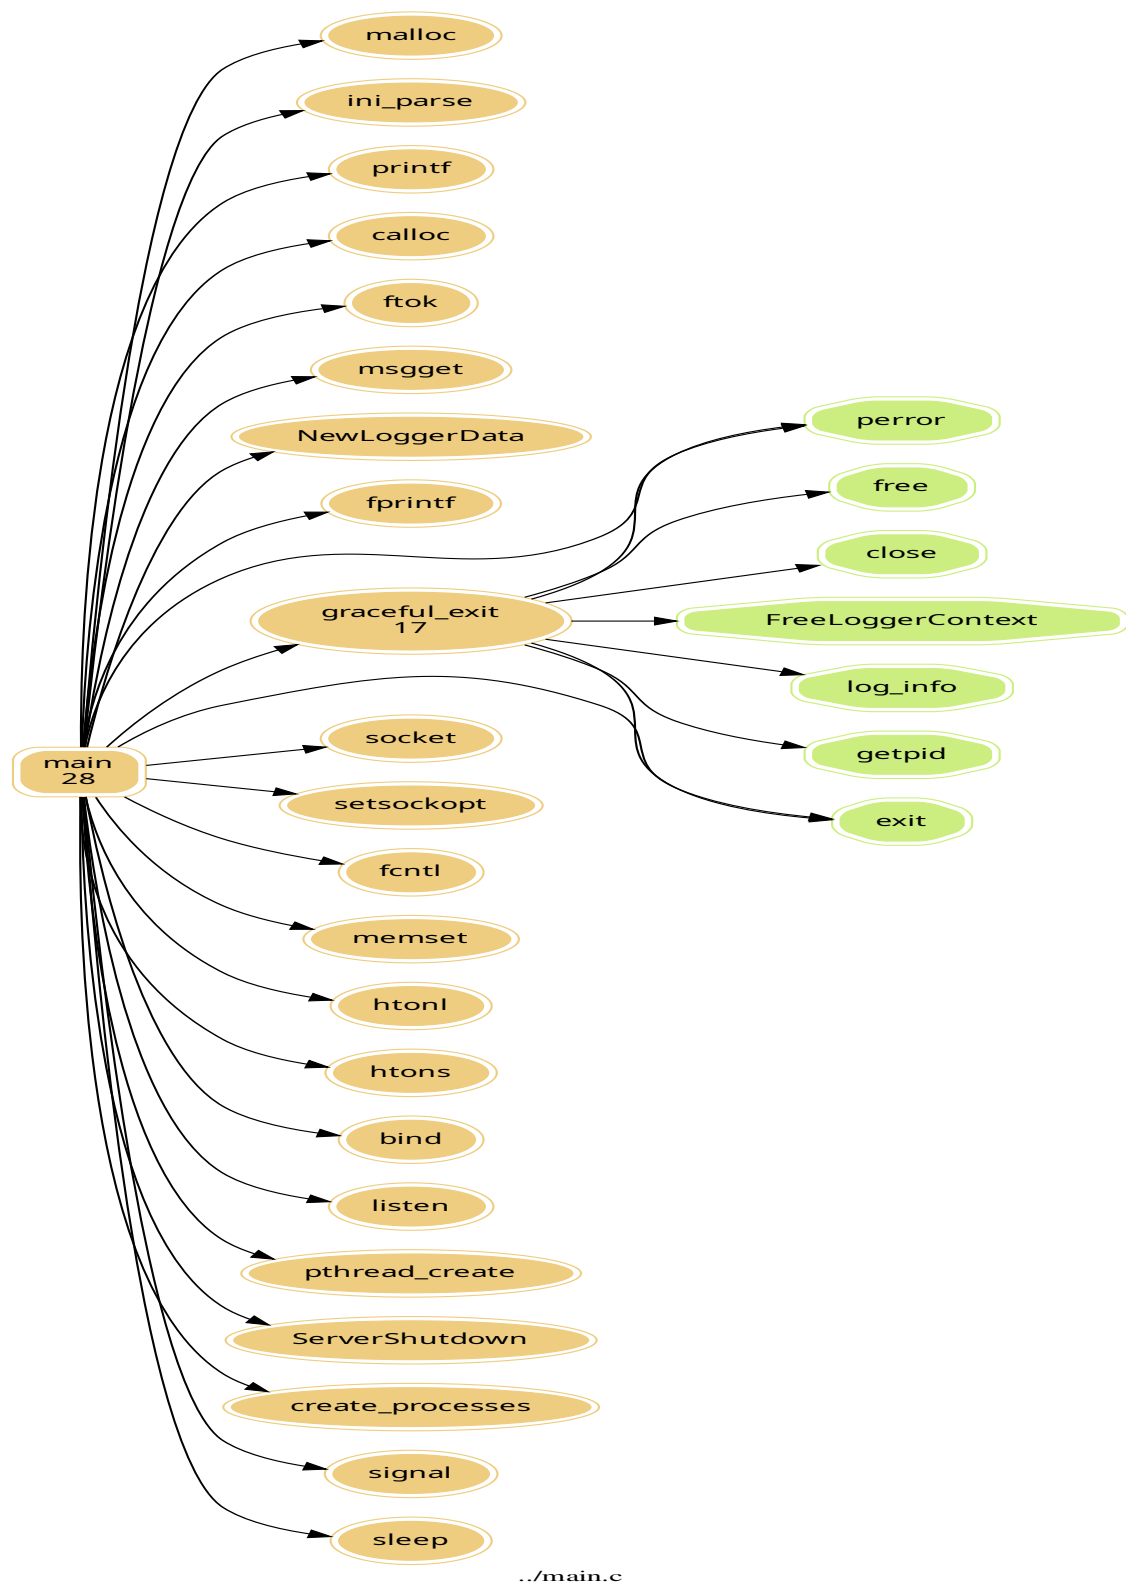 malloc
ini_parse
printf
calloc
ftok
msgget
NewLoggerData
fprintf
graceful_exit
17
main
28
socket
setsockopt
fcntl
memset
htonl
htons
bind
listen
pthread_create
ServerShutdown
create_processes
signal
sleep
perror
free
close
FreeLoggerContext
log_info
getpid
exit
../main.c